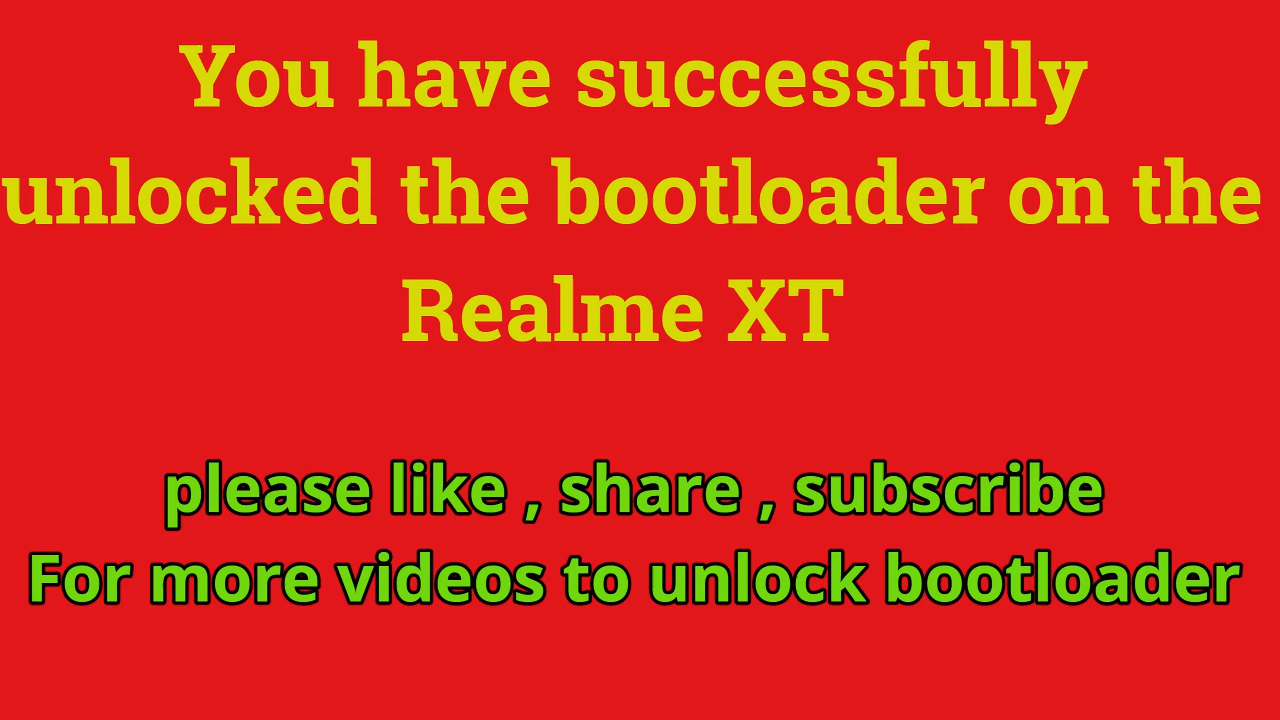 You have successfully
unlocked the bootloader on the
Realme XT
please like , share , subscribe
For more videos to unlock bootloader